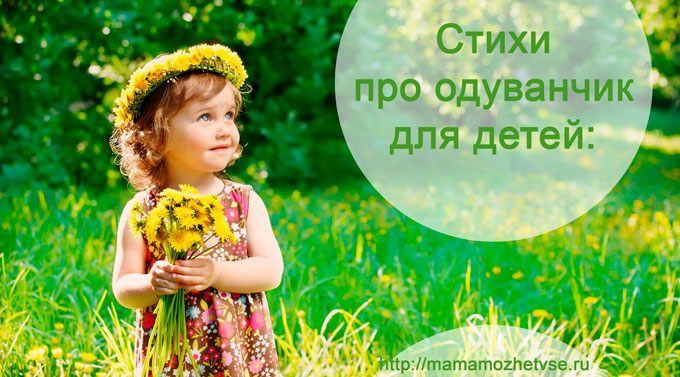 Стихи
про одуванчик
для детей:
http://mamamozhetvse.ru